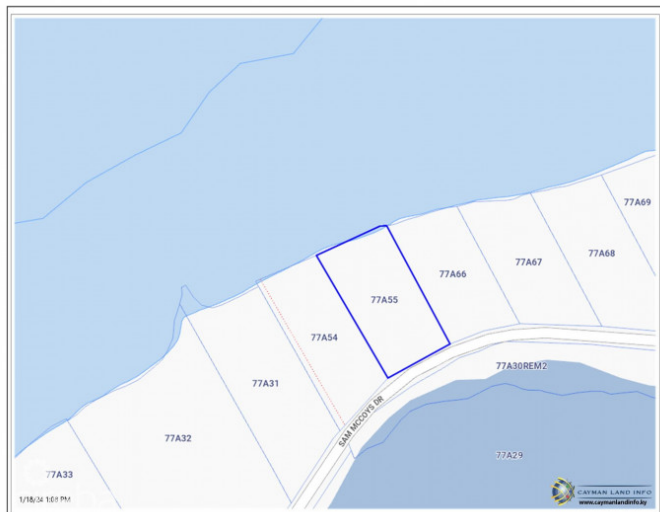 77A69
77A68
77A67
77A66
77A55
77A54
77A30REM2
77A31
SAM MCCOYS DR
77A32
77A29
77A33
1/18/24 1:08 PM
CAYMAN LAND INFO
www.caymanlandinfo.ky